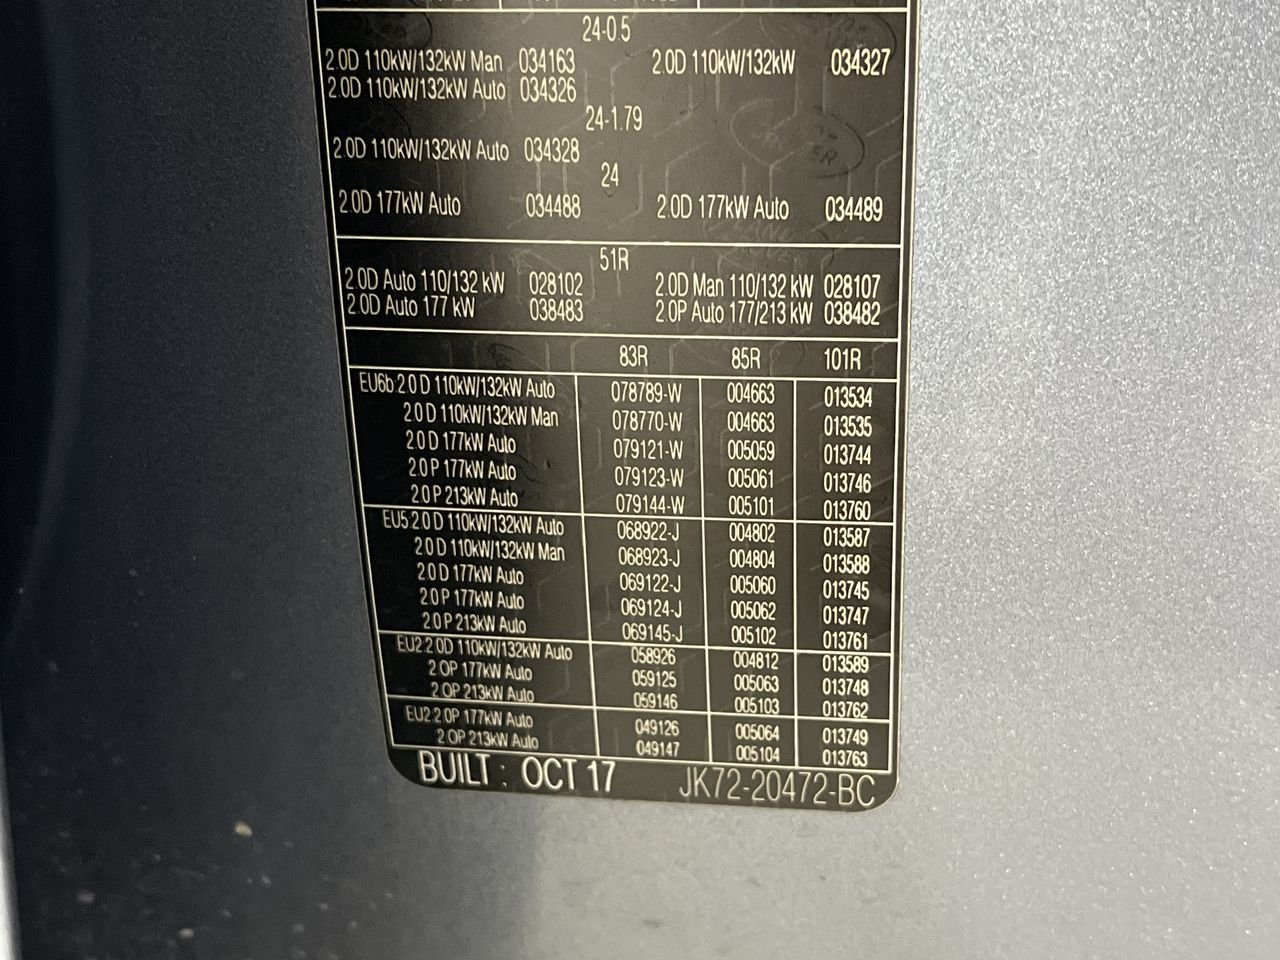 24-0.5
2.0D 110kW/132kW Man 034163 2.0D 110kW/132kW 034327
2.0D 110kW/132kW Auto 034326
24-1.79
2.0D 110kW/132kW Auto 034328
24
2.0D 177kW Auto 034488 2.0D 177kW Auto 034489
51R
2.0D Auto 110/132 kW 028102 2.0D Man 110/132 kW 028107
2.0D Auto 177 kW 038483 2.0P Auto 177/213 kW 038482
83R 85R 101R
EU6b 2.0 D 110kW/132kW Auto 078789-W 004663 013534
2.0 D 110kW/132kW Man 078770-W 004663 013535
2.0 D 177kW Auto 079121-W 005059 013744
2.0 P 177kW Auto 079123-W 005061 013746
2.0 P 213kW Auto 079144-W 005101 013760
EU5 2.0 D 110kW/132kW Auto 068922-J 004802 013587
2.0 D 110kW/132kW Man 068923-J 004804 013588
2.0 D 177kW Auto 069122-J 005060 013745
2.0 P 177kW Auto 069124-J 005062 013747
2.0 P 213kW Auto 069145-J 005102 013761
EU2 2.0D 110kW/132kW Auto 058926 004812 013589
2.0P 177kW Auto 059125 005063 013748
2.0P 213kW Auto 059146 005103 013762
EU2 2.0P 177kW Auto 049126 005064 013749
2.0P 213kW Auto 049147 005104 013763
BUILT : OCT 17 JK72-20472-BC